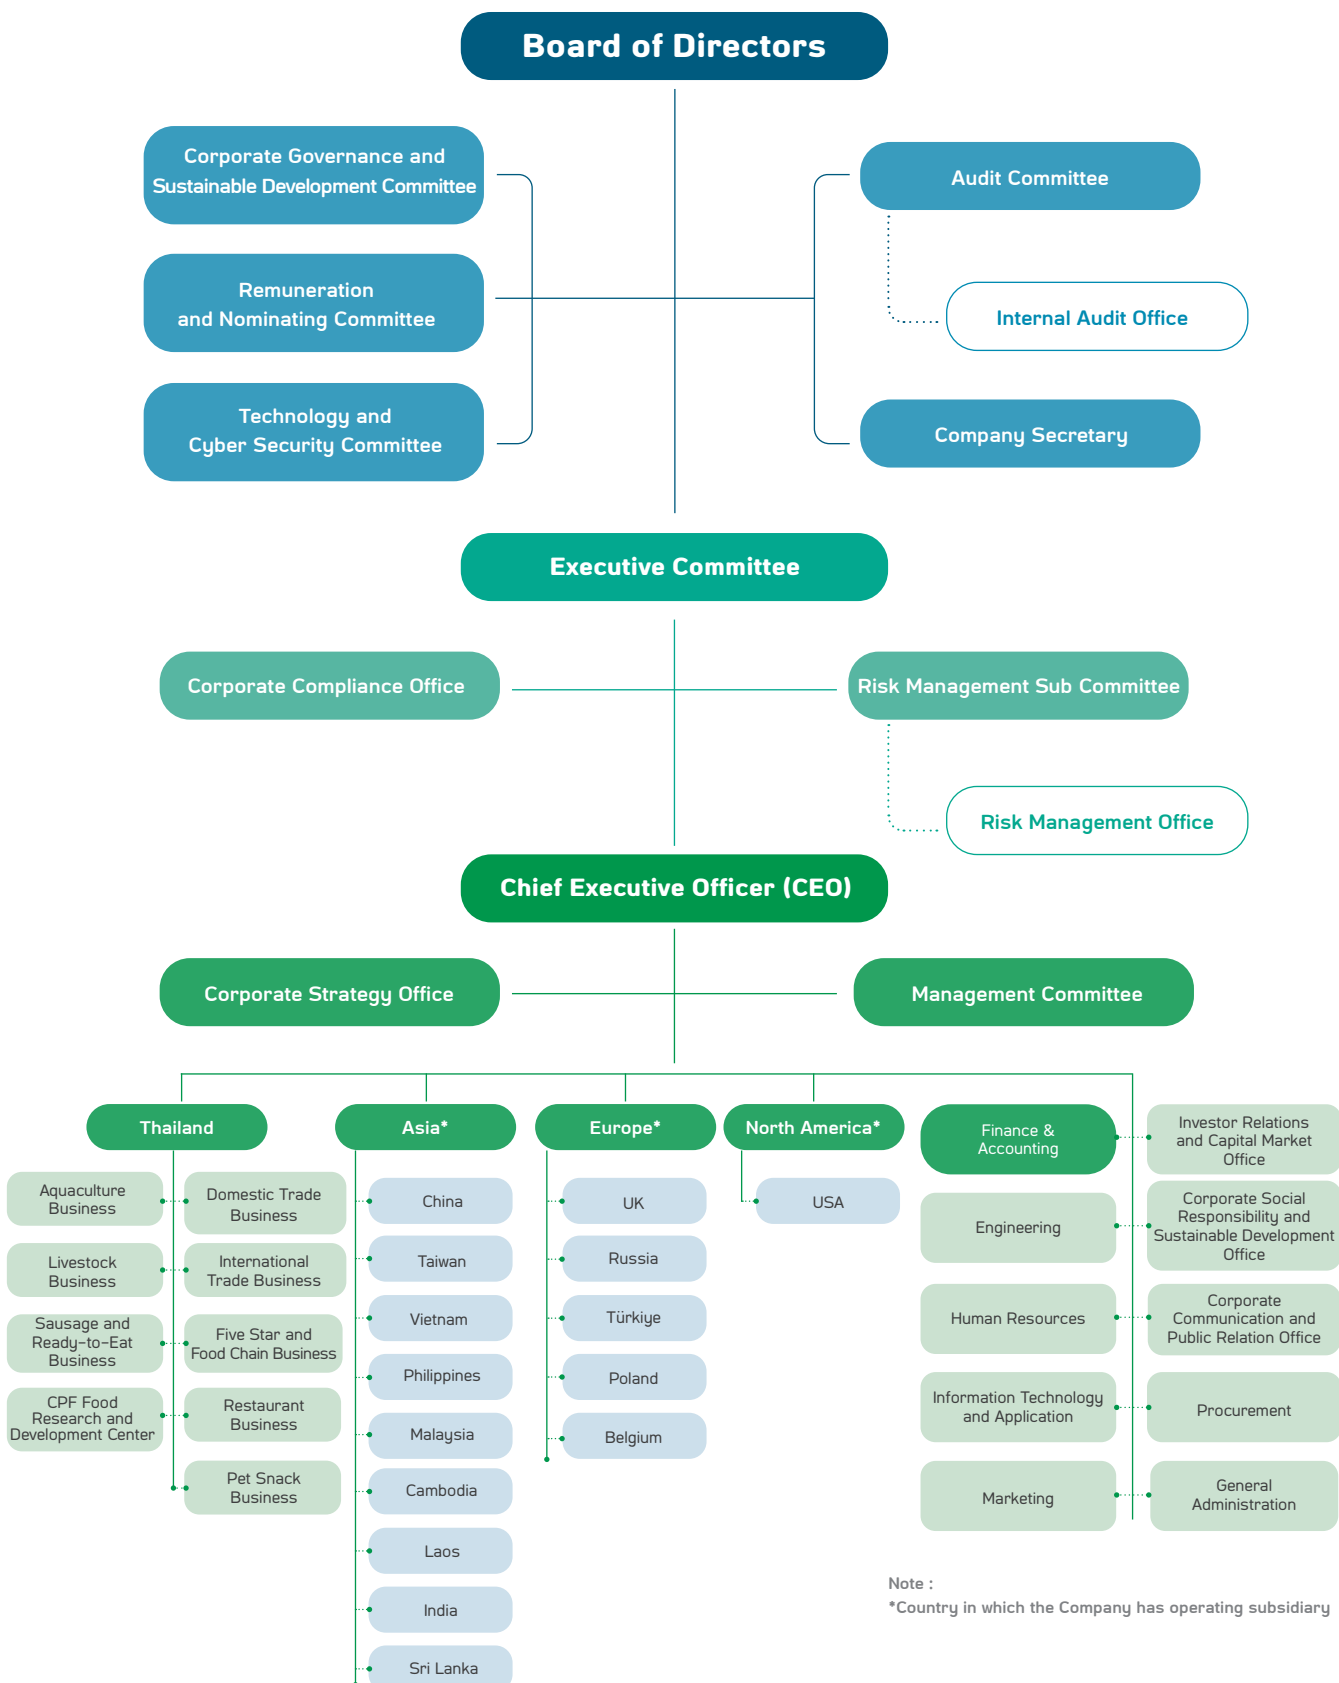 Board of Directors
Corporate Governance and
Sustainable Development Committee
Audit Committee
Remuneration
and Nominating Committee
Internal Audit Office
Technology and
Cyber Security Committee
Company Secretary
Executive Committee
Corporate Compliance Office
Risk Management Sub Committee
Risk Management Office
Chief Executive Officer (CEO)
Corporate Strategy Office
Management Committee
Thailand
Aquaculture
Business
Domestic Trade
Business
Livestock
Business
International
Trade Business
Sausage and
Ready-to-Eat
Business
Five Star and
Food Chain Business
CPF Food
Research and
Development Center
Restaurant
Business
Pet Snack
Business
Asia*
China
Taiwan
Vietnam
Philippines
Malaysia
Cambodia
Laos
India
Sri Lanka
Europe*
UK
Russia
Türkiye
Poland
Belgium
North America*
USA
Finance &
Accounting
Investor Relations
and Capital Market
Office
Engineering
Corporate Social
Responsibility and
Sustainable Development
Office
Human Resources
Corporate
Communication and
Public Relation Office
Information Technology
and Application
Procurement
Marketing
General
Administration
Note :
*Country in which the Company has operating subsidiary